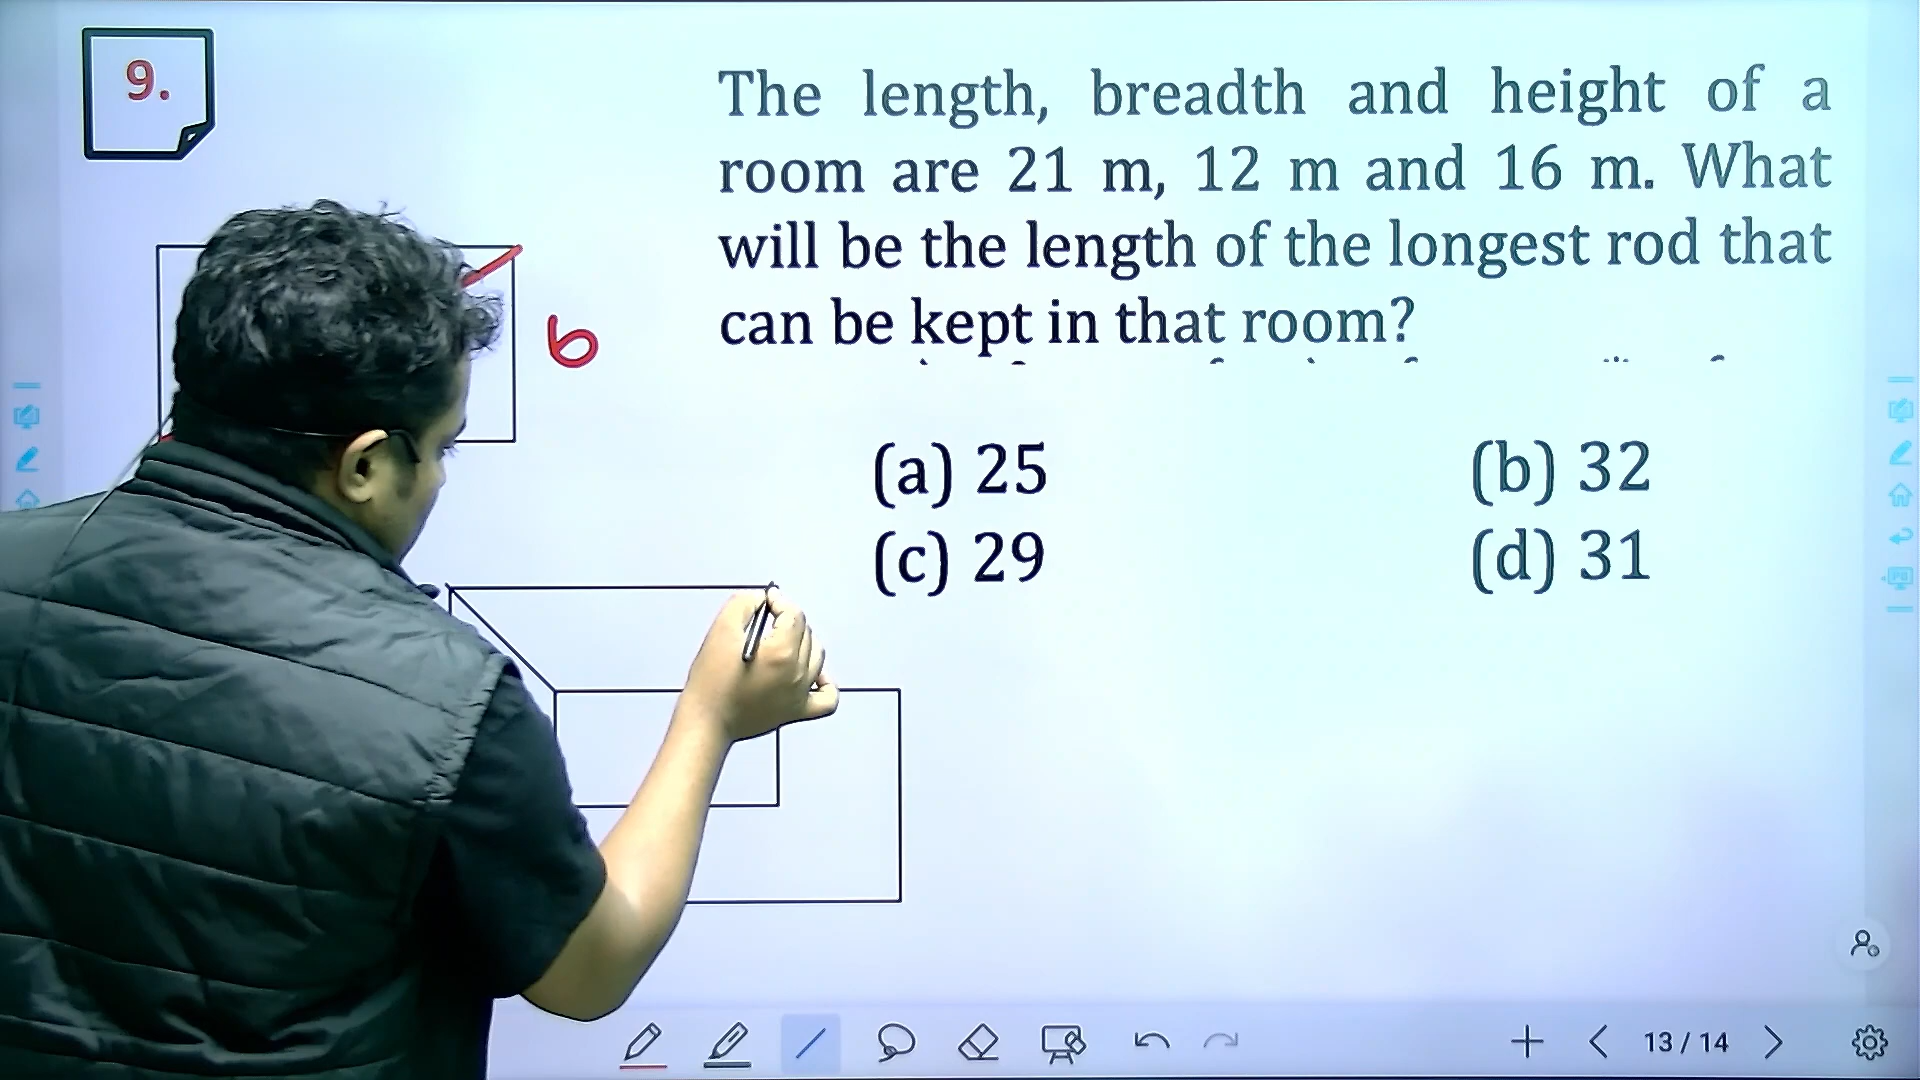 9.
The length, breadth and height of a
room are 21 m, 12 m and 16 m. What
will be the length of the longest rod that
can be kept in that room?
b
(a) 25
(b) 32
(c) 29
(d) 31
13 / 14